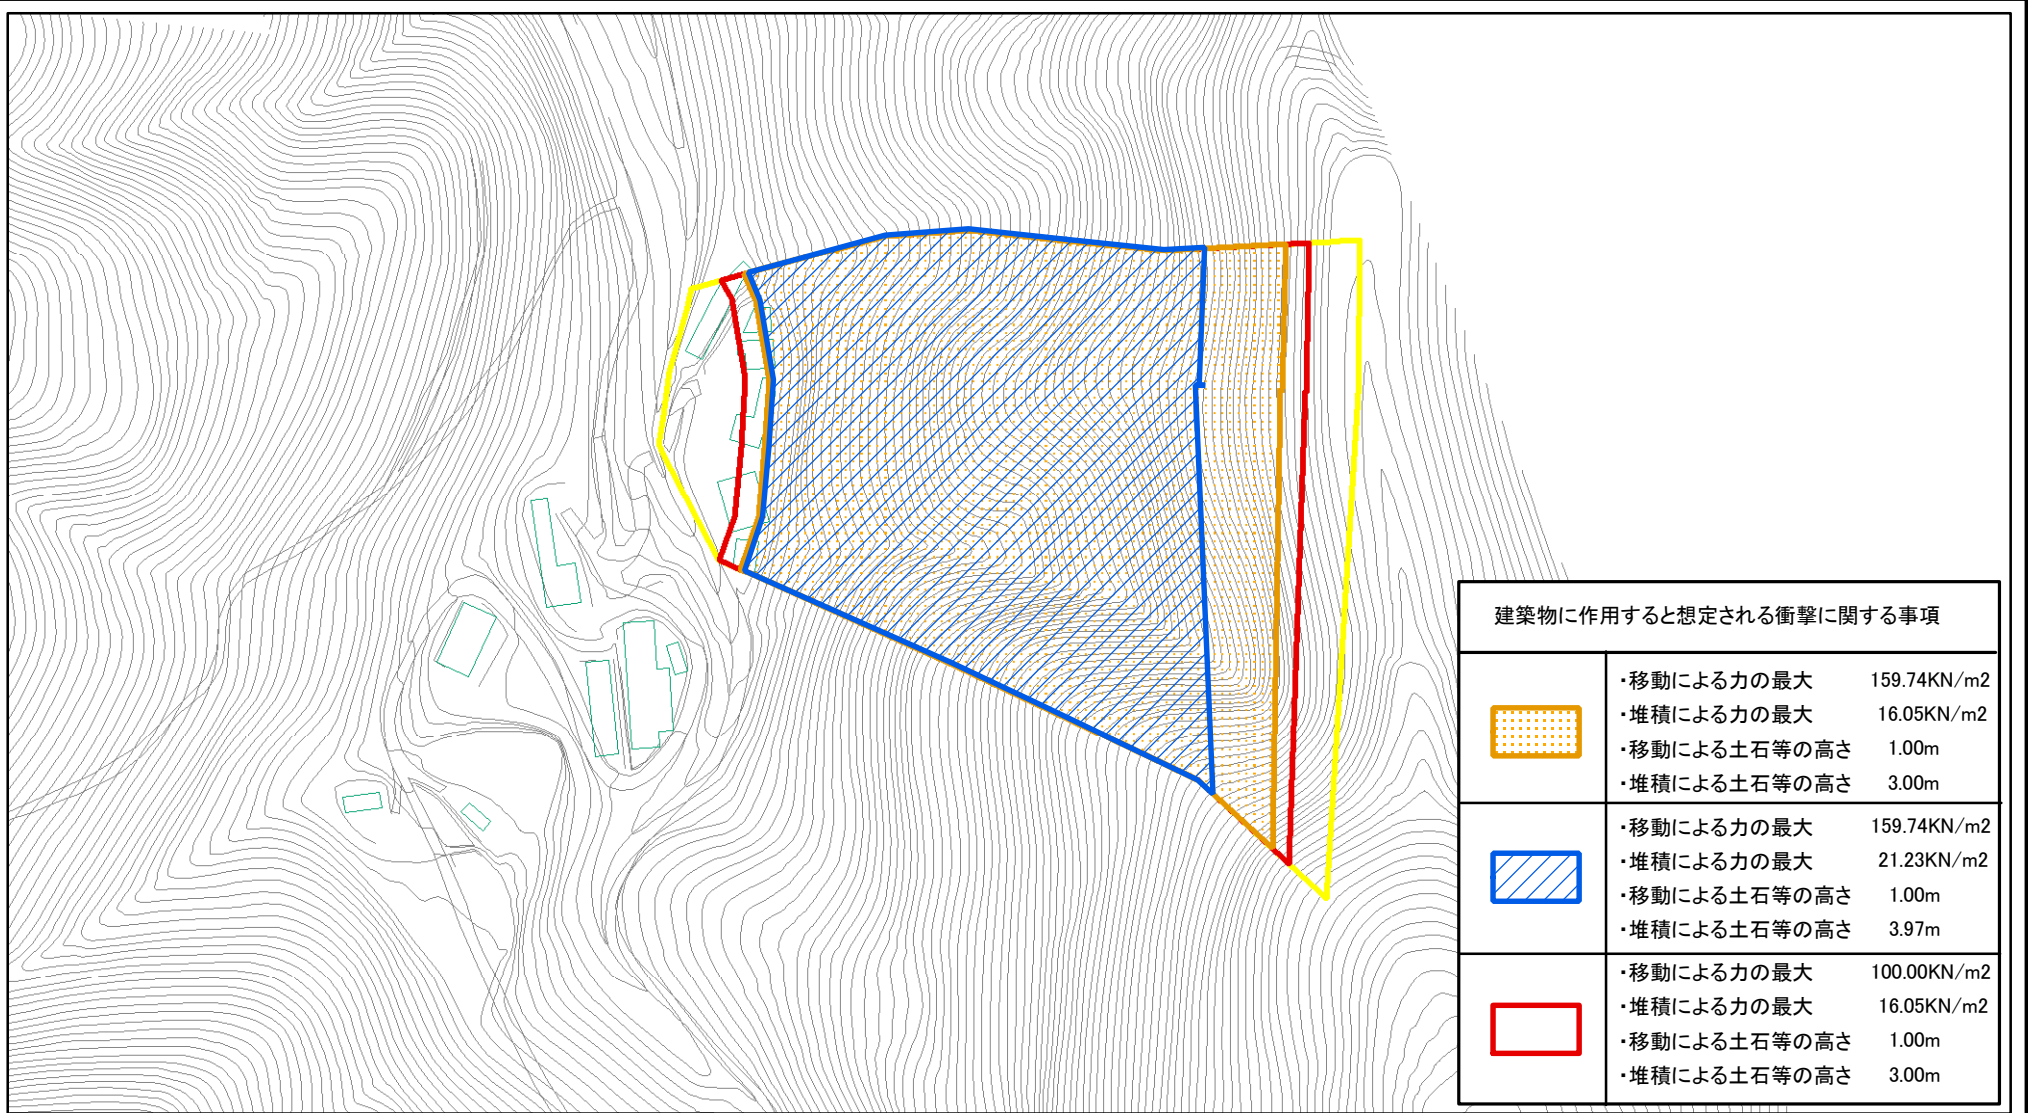 建築物に作用すると想定される衝撃に関する事項
・移動による力の最大 159.74KN/m2
・堆積による力の最大 16.05KN/m2
・移動による土石等の高さ 1.00m
・堆積による土石等の高さ 3.00m
・移動による力の最大 159.74KN/m2
・堆積による力の最大 21.23KN/m2
・移動による土石等の高さ 1.00m
・堆積による土石等の高さ 3.97m
・移動による力の最大 100.00KN/m2
・堆積による力の最大 16.05KN/m2
・移動による土石等の高さ 1.00m
・堆積による土石等の高さ 3.00m